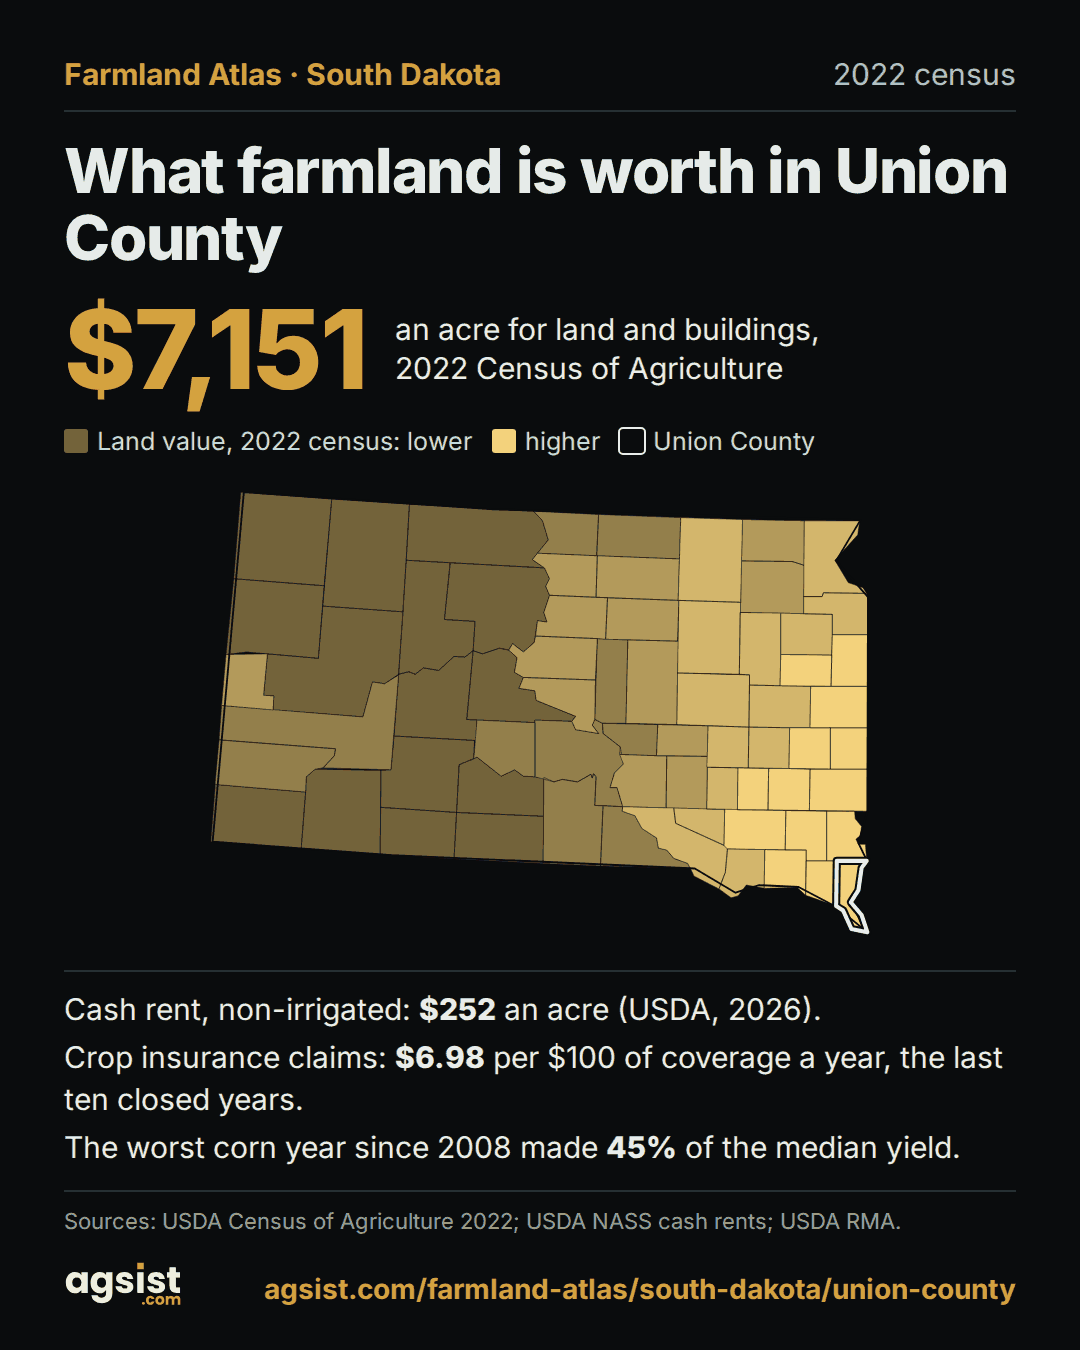 Farmland Atlas · South Dakota
2022 census
What farmland is worth in Union
County
$7,151
an acre for land and buildings,
2022 Census of Agriculture
Land value, 2022 census: lower higher Union County
Cash rent, non-irrigated: $252 an acre (USDA, 2026).
Crop insurance claims: $6.98 per $100 of coverage a year, the last
ten closed years.
The worst corn year since 2008 made 45% of the median yield.
Sources: USDA Census of Agriculture 2022; USDA NASS cash rents; USDA RMA.
agsist
.com
agsist.com/farmland-atlas/south-dakota/union-county